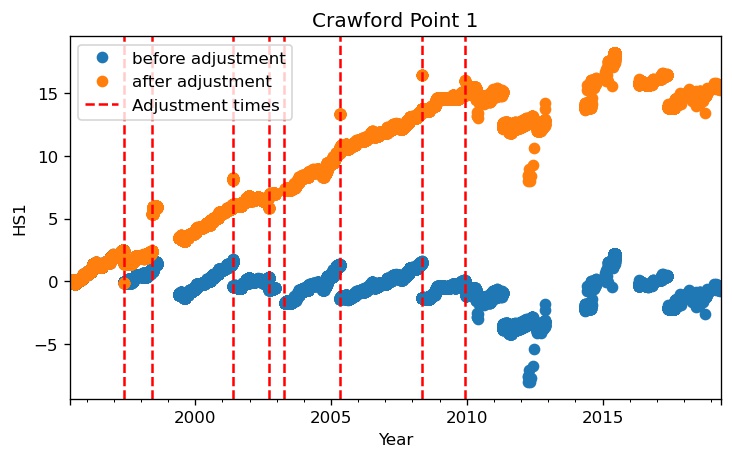 Crawford Point 1
before adjustment
after adjustment
Adjustment times
HS1
15
10
5
0
−5
2000 2005 2010 2015
Year